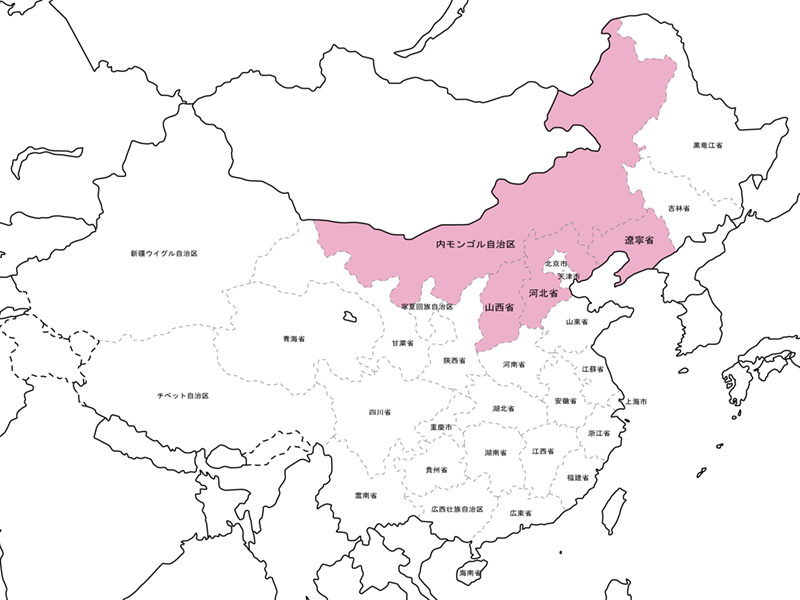 黒竜江省
吉林省
遼寧省
内モンゴル自治区
新疆ウイグル自治区
北京市
天津市
河北省
山西省
寧夏回族自治区
山東省
青海省
甘粛省
陝西省
河南省
江蘇省
チベット自治区
安徽省
上海市
四川省
湖北省
重慶市
浙江省
湖南省
江西省
貴州省
福建省
雲南省
広西壮族自治区
広東省
海南省